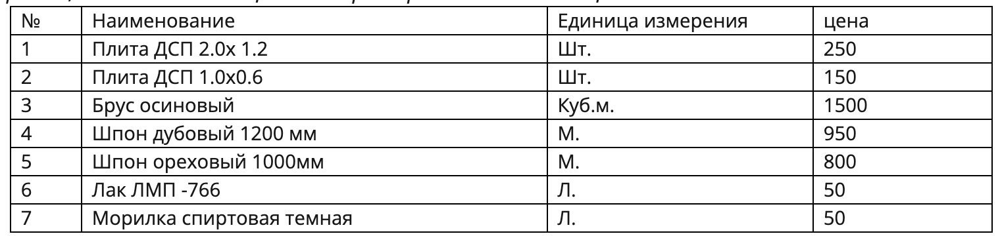 № Наименование Единица измерения цена
1 Плита ДСП 2.0х 1.2 Шт. 250
2 Плита ДСП 1.0х0.6 Шт. 150
3 Брус осиновый Куб.м. 1500
4 Шпон дубовый 1200 мм М. 950
5 Шпон ореховый 1000мм М. 800
6 Лак ЛМП -766 Л. 50
7 Морилка спиртовая темная Л. 50